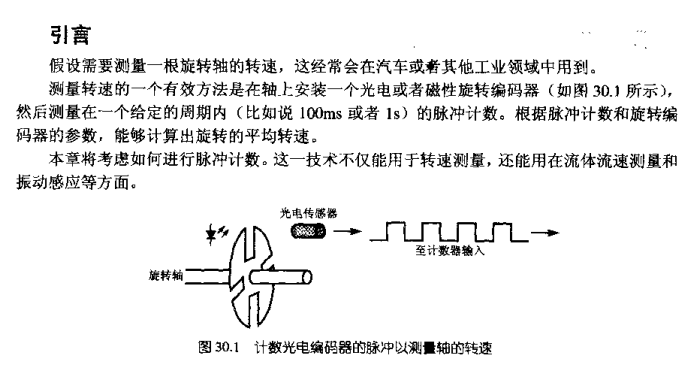 引言
假设需要测量一根旋转轴的转速，这经常会在汽车或者其他工业领域中用到。
测量转速的一个有效方法是在轴上安装一个光电或者磁性旋转编码器（如图 30.1 所示），
然后测量在一个给定的周期内（比如说 100ms 或者 1s）的脉冲计数。根据脉冲计数和旋转编
码器的参数，能够计算出旋转的平均转速。
本章将考虑如何进行脉冲计数。这一技术不仅能用于转速测量，还能用在流体流速测量和
振动感应等方面。
光电传感器
至计数器输入
旋转轴
图 30.1 计数光电编码器的脉冲以测量轴的转速